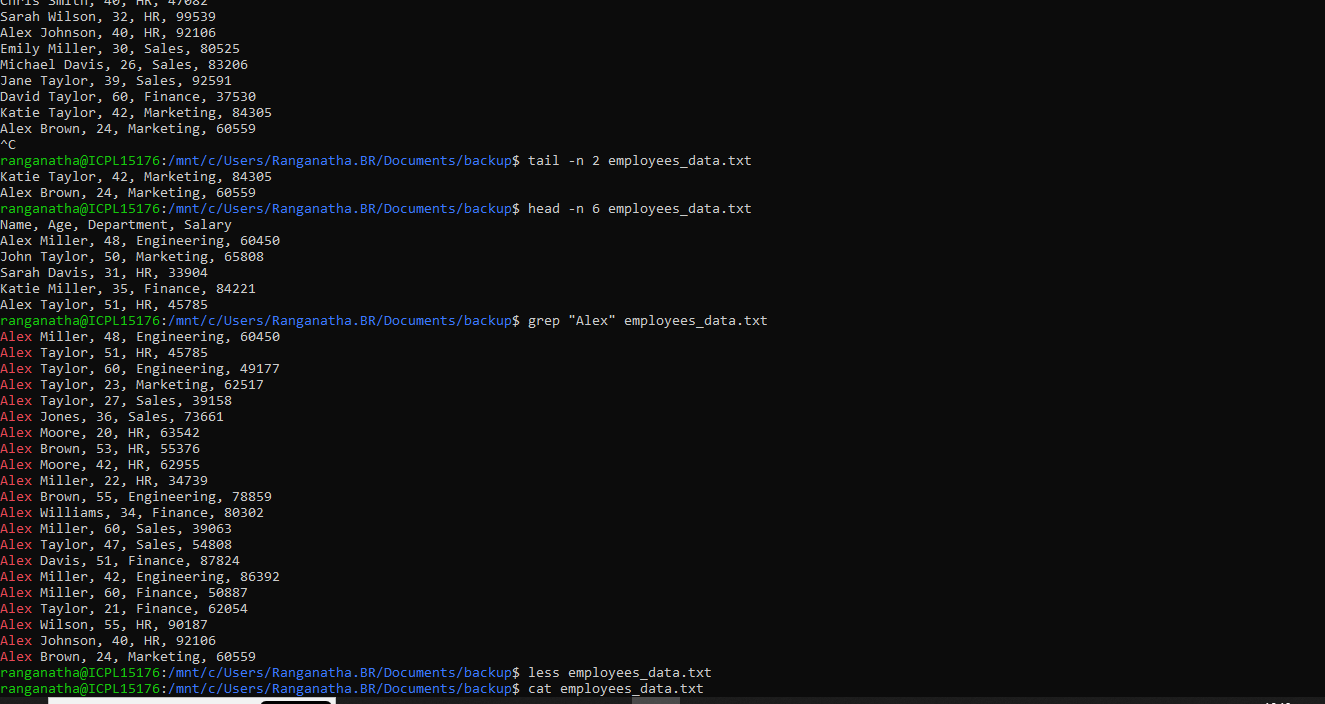 Chris Smith, 40, HR, 47082
Sarah Wilson, 32, HR, 99539
Alex Johnson, 40, HR, 92106
Emily Miller, 30, Sales, 80525
Michael Davis, 26, Sales, 83206
Jane Taylor, 39, Sales, 92591
David Taylor, 60, Finance, 37530
Katie Taylor, 42, Marketing, 84305
Alex Brown, 24, Marketing, 60559
^C
ranganatha@ICPL15176:/mnt/c/Users/Ranganatha.BR/Documents/backup$ tail -n 2 employees_data.txt
Katie Taylor, 42, Marketing, 84305
Alex Brown, 24, Marketing, 60559
ranganatha@ICPL15176:/mnt/c/Users/Ranganatha.BR/Documents/backup$ head -n 6 employees_data.txt
Name, Age, Department, Salary
Alex Miller, 48, Engineering, 60450
John Taylor, 50, Marketing, 65808
Sarah Davis, 31, HR, 33904
Katie Miller, 35, Finance, 84221
Alex Taylor, 51, HR, 45785
ranganatha@ICPL15176:/mnt/c/Users/Ranganatha.BR/Documents/backup$ grep "Alex" employees_data.txt
Alex Miller, 48, Engineering, 60450
Alex Taylor, 51, HR, 45785
Alex Taylor, 60, Engineering, 49177
Alex Taylor, 23, Marketing, 62517
Alex Taylor, 27, Sales, 39158
Alex Jones, 36, Sales, 73661
Alex Moore, 20, HR, 63542
Alex Brown, 53, HR, 55376
Alex Moore, 42, HR, 62955
Alex Miller, 22, HR, 34739
Alex Brown, 55, Engineering, 78859
Alex Williams, 34, Finance, 80302
Alex Miller, 60, Sales, 39063
Alex Taylor, 47, Sales, 54808
Alex Davis, 51, Finance, 87824
Alex Miller, 42, Engineering, 86392
Alex Miller, 60, Finance, 50887
Alex Taylor, 21, Finance, 62054
Alex Wilson, 55, HR, 90187
Alex Johnson, 40, HR, 92106
Alex Brown, 24, Marketing, 60559
ranganatha@ICPL15176:/mnt/c/Users/Ranganatha.BR/Documents/backup$ less employees_data.txt
ranganatha@ICPL15176:/mnt/c/Users/Ranganatha.BR/Documents/backup$ cat employees_data.txt